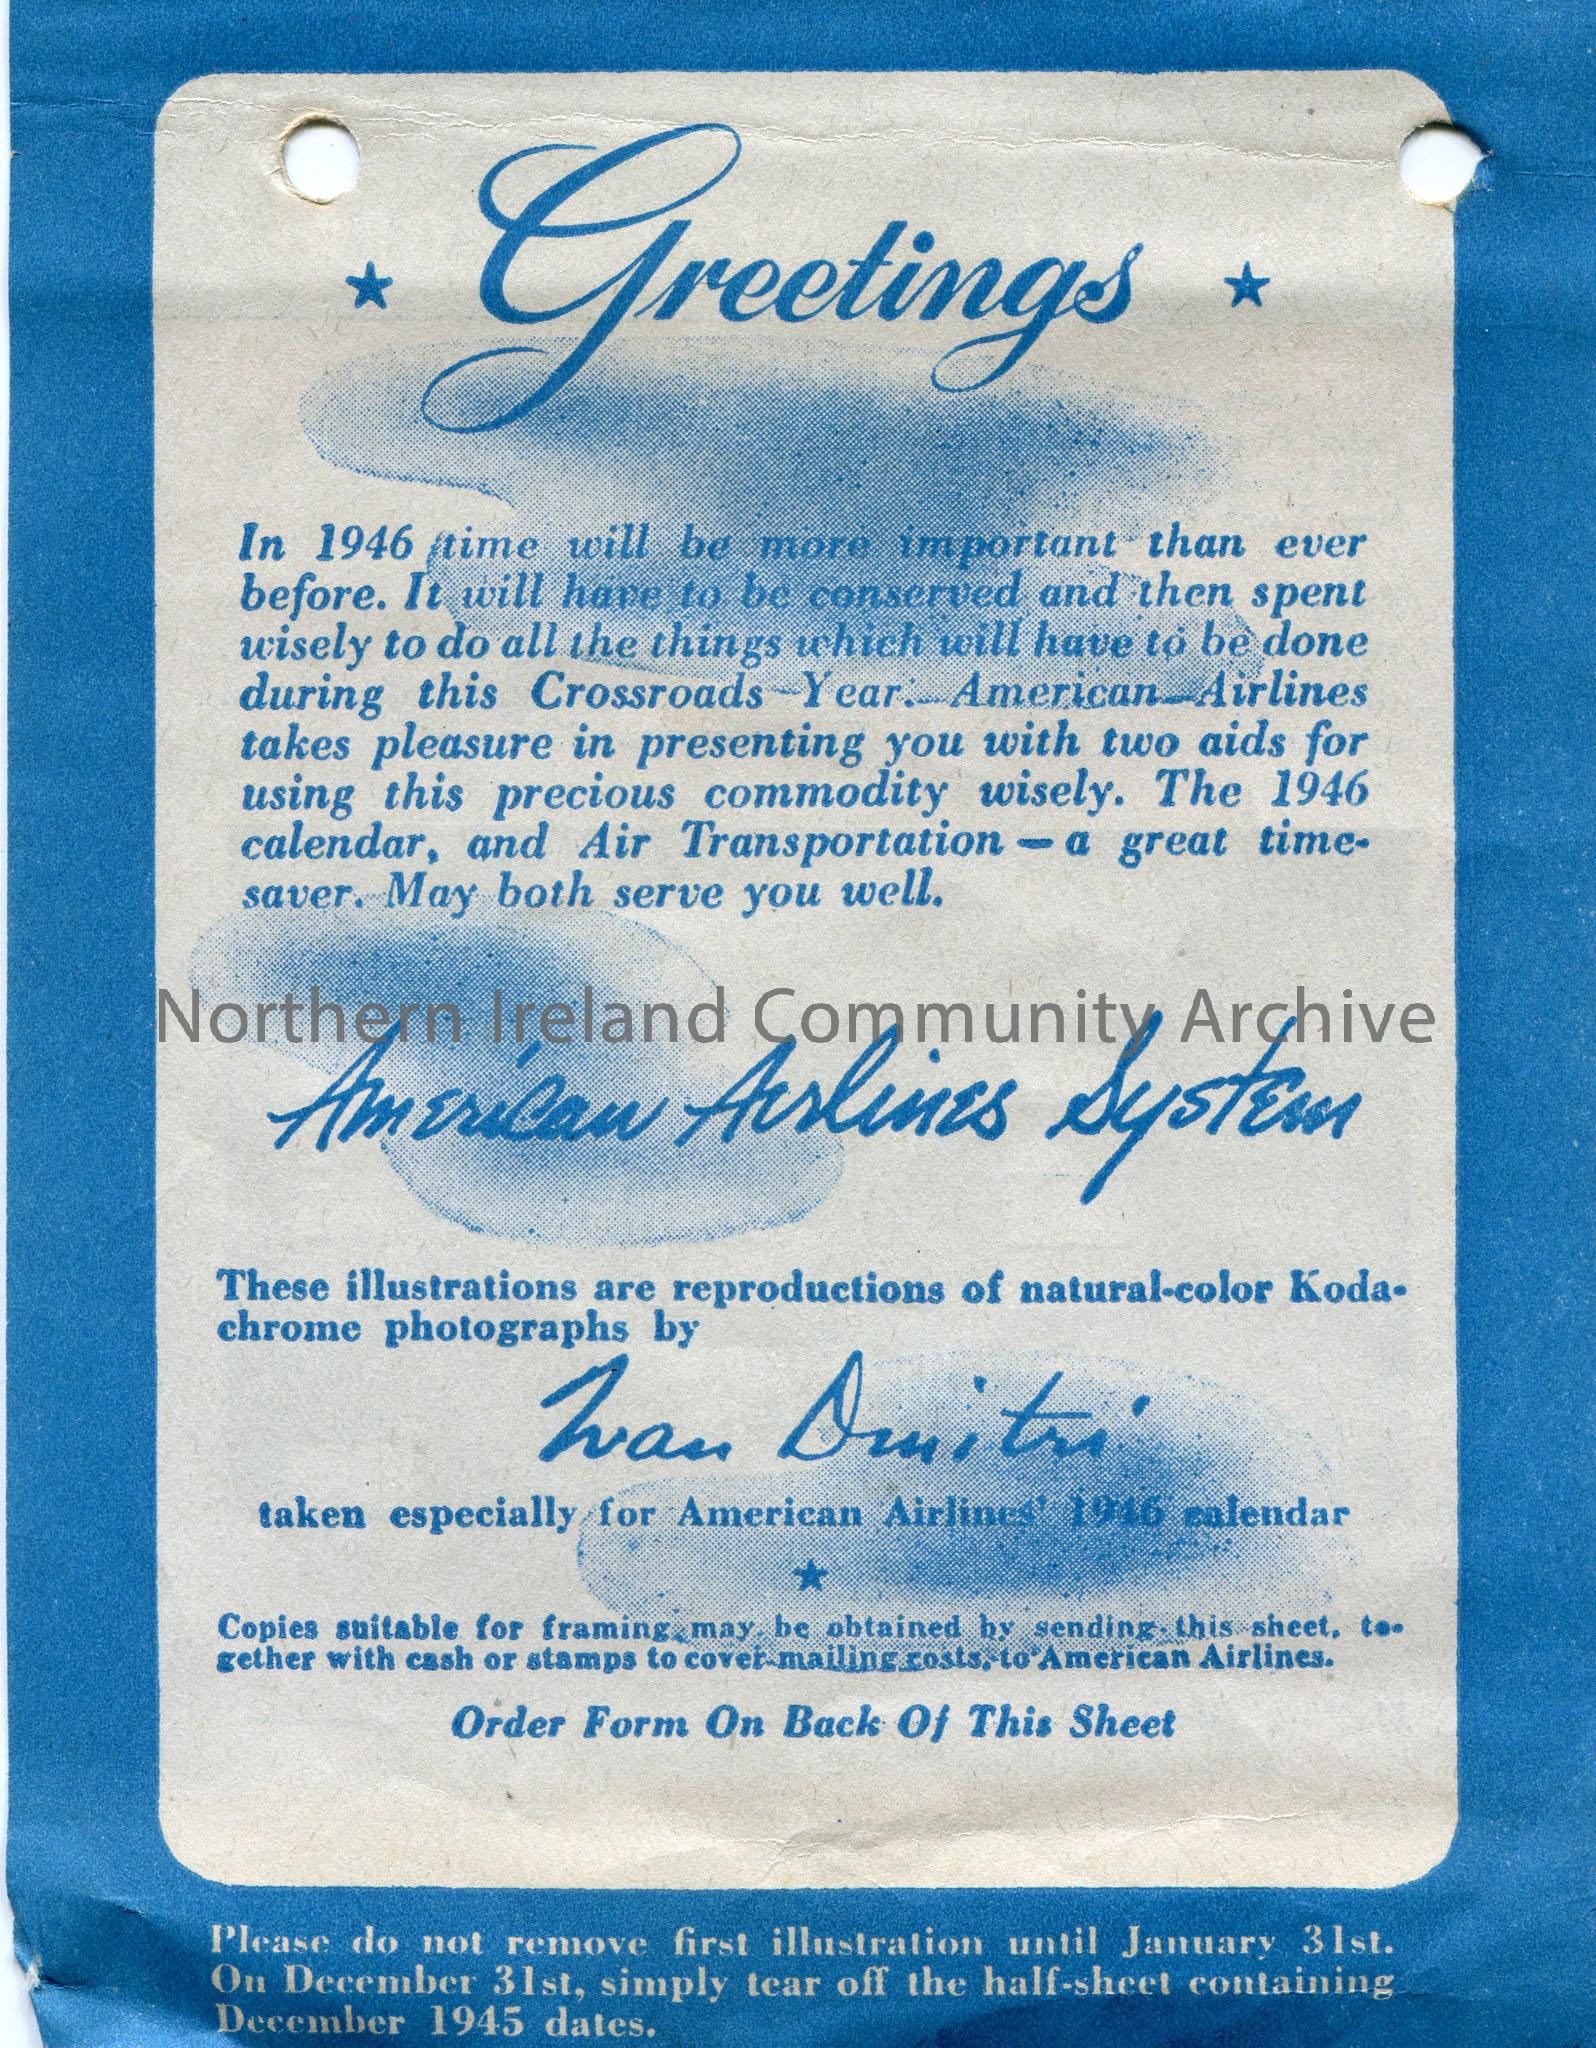 Greetings
In 1946 time will be more important than ever
before. It will have to be conserved and then spent
wisely to do all the things which will have to be done
during this Crossroads Year. American Airlines
takes pleasure in presenting you with two aids for
using this precious commodity wisely. The 1946
calendar, and Air Transportation — a great time-
saver. May both serve you well.
Northern Ireland Community Archive
American Airlines System
These illustrations are reproductions of natural-color Koda-
chrome photographs by
Ivan Dmitri
taken especially for American Airlines' 1946 calendar
Copies suitable for framing may be obtained by sending this sheet, to-
gether with cash or stamps to cover mailing costs, to American Airlines.
Order Form On Back Of This Sheet
Please do not remove first illustration until January 31st.
On December 31st, simply tear off the half-sheet containing
December 1945 dates.